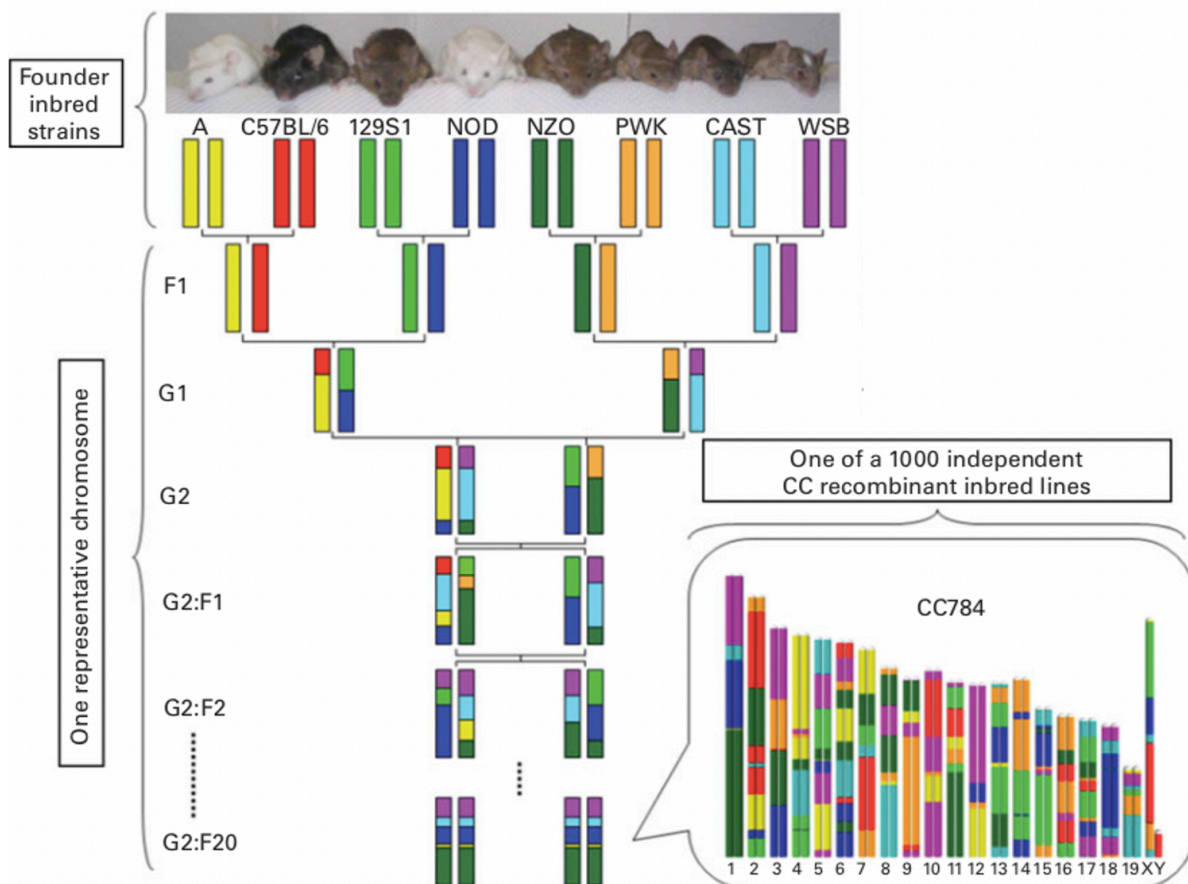 Founder
inbred
strains
A C57BL/6 129S1 NOD NZO PWK CAST WSB
F1
G1
One representative dhromosome
G2
One of a 1000 independent
CC recombinant inbred lines
G2:F1
CC784
G2:F2
G2:F20
1 2 3 4 5 6 7 8 9 10 11 12 13 14 15 16 17 18 19 X Y